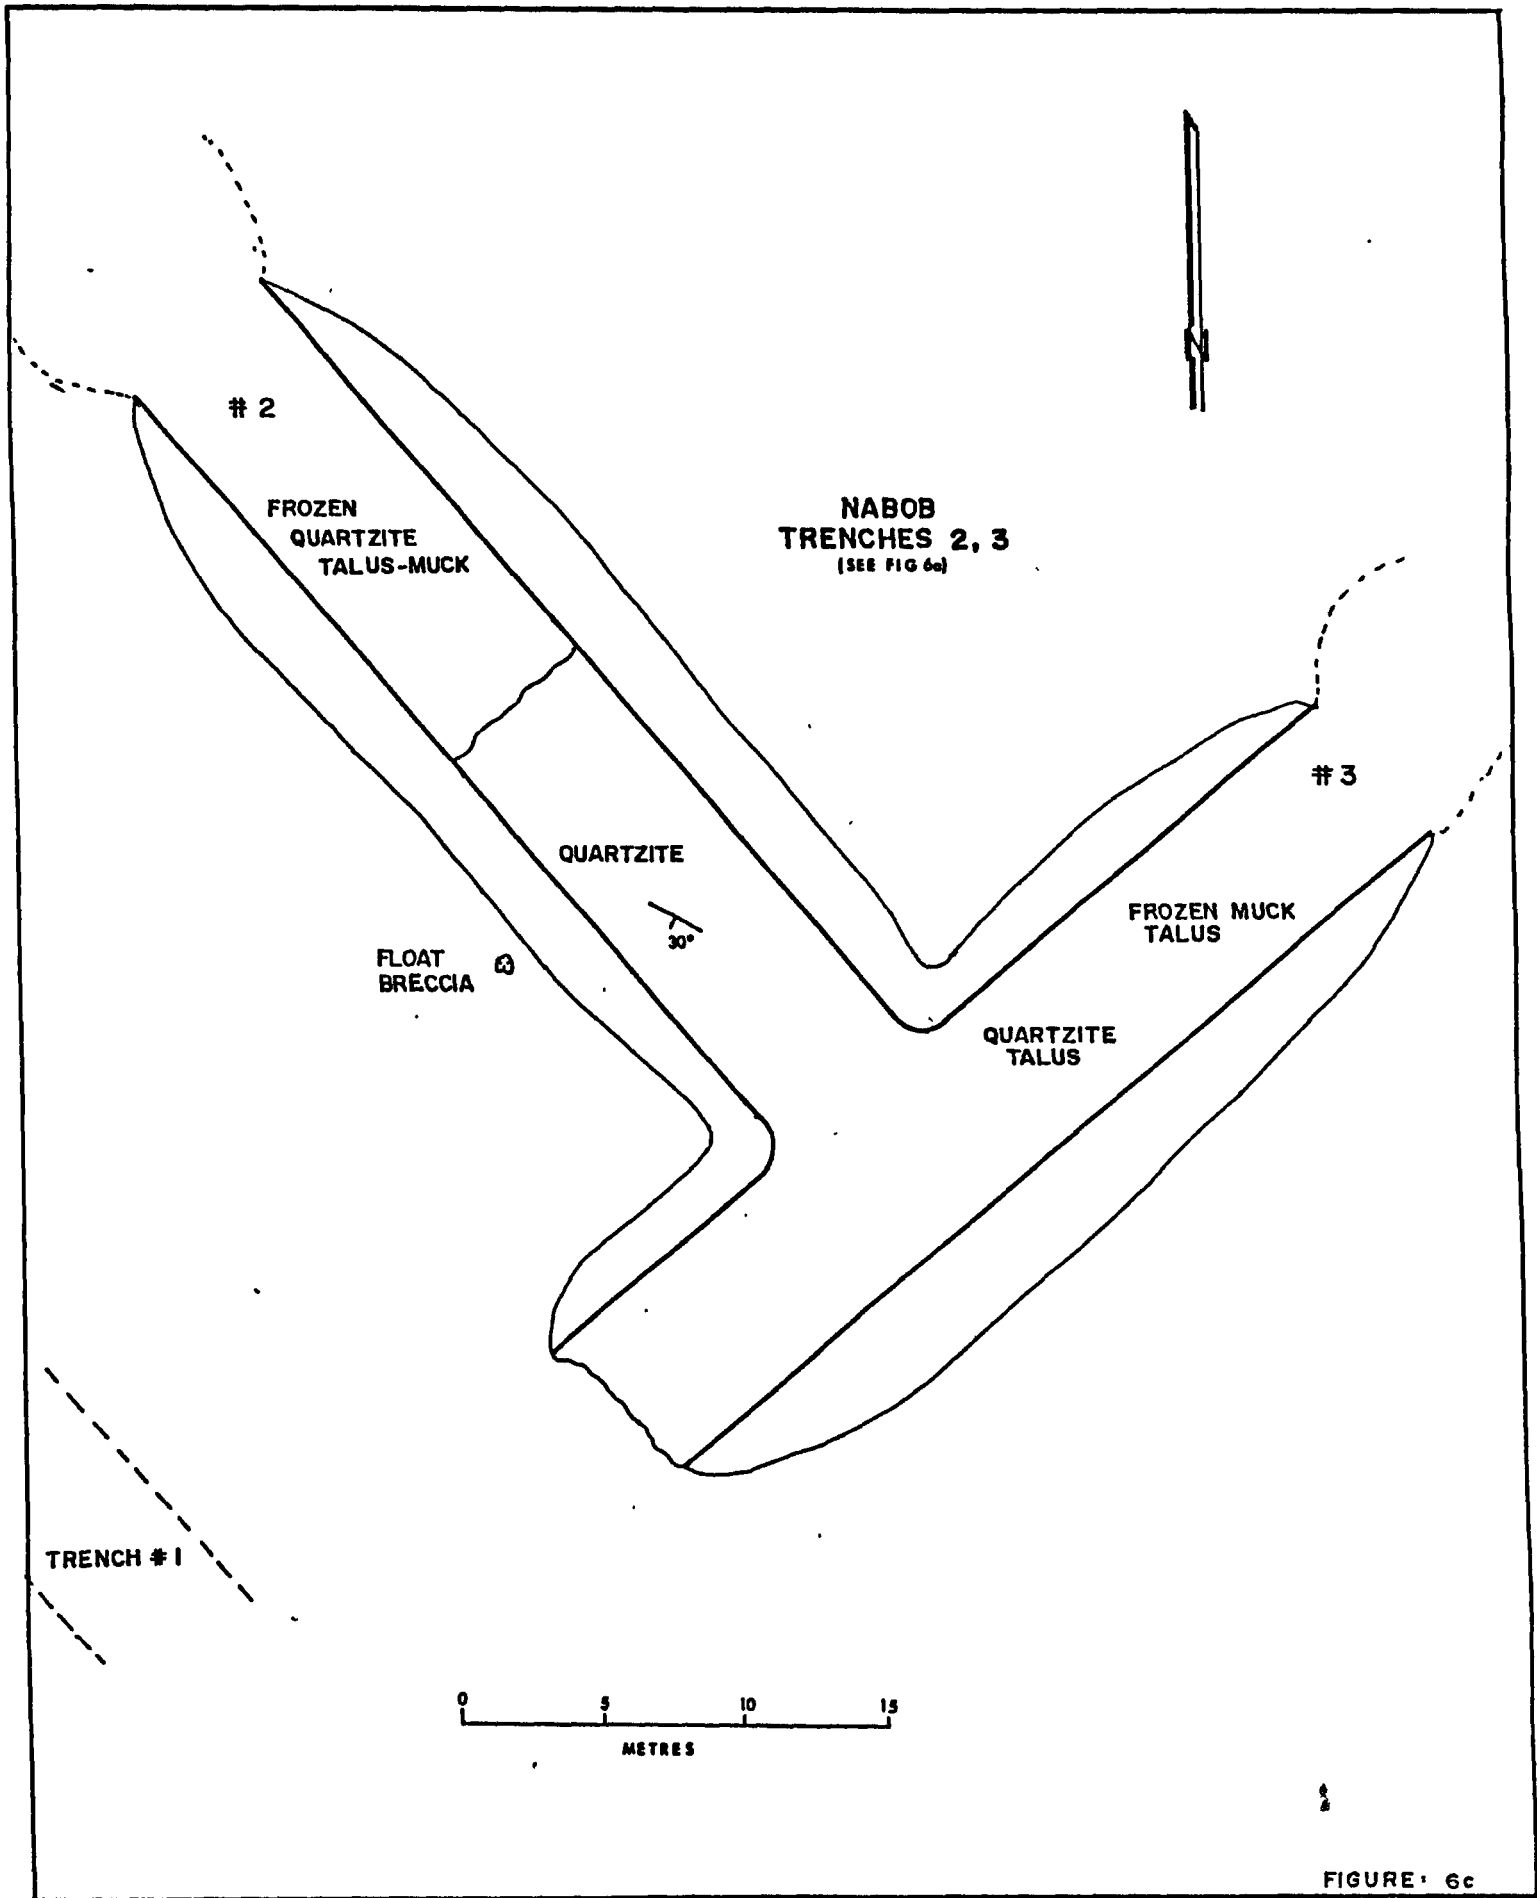 N
# 2
FROZEN
QUARTZITE
TALUS-MUCK
NABOB
TRENCHES 2, 3
(SEE FIG 6a)
# 3
QUARTZITE
30°
FROZEN MUCK
TALUS
FLOAT
BRECCIA
QUARTZITE
TALUS
TRENCH # 1
0 5 10 15
METRES
FIGURE: 6c